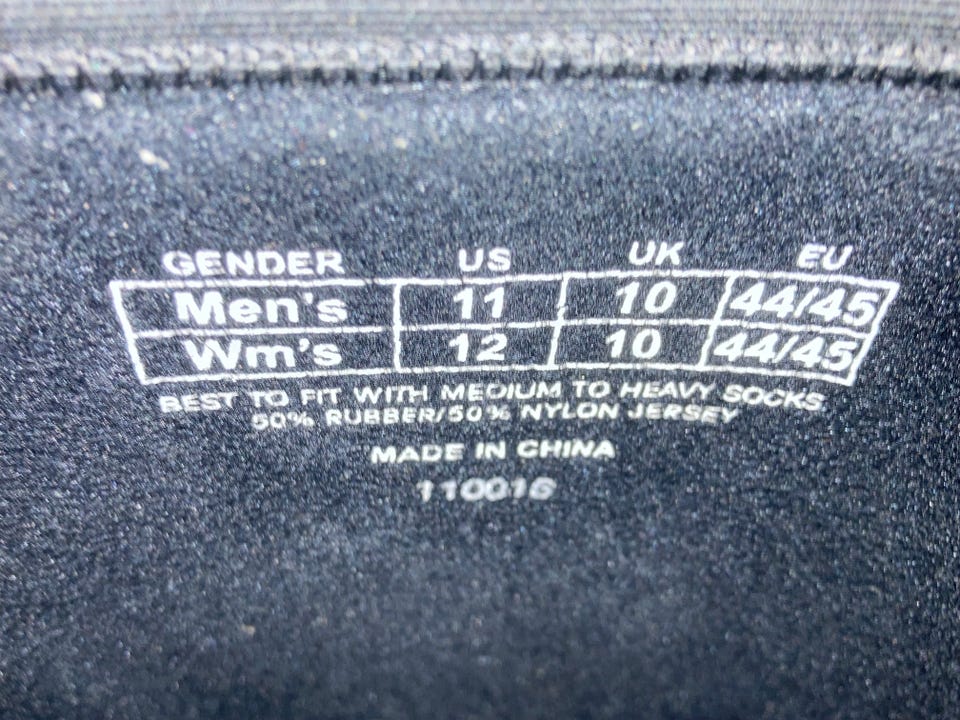 GENDER US UK EU
Men's 11 10 44/45
Wm's 12 10 44/45
BEST TO FIT WITH MEDIUM TO HEAVY SOCKS
50% RUBBER/50% NYLON JERSEY
MADE IN CHINA
110016